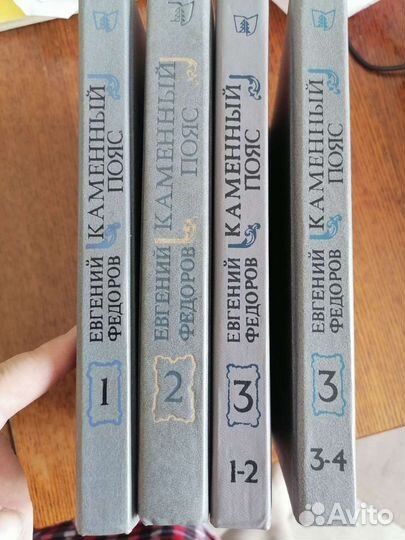 ЕВГЕНИЙ
ФЕДОРОВ
КАМЕННЫЙ
ПОЯС
1
ЕВГЕНИЙ
ФЕДОРОВ
КАМЕННЫЙ
ПОЯС
2
ЕВГЕНИЙ
ФЕДОРОВ
КАМЕННЫЙ
ПОЯС
3
1-2
ЕВГЕНИЙ
ФЕДОРОВ
КАМЕННЫЙ
ПОЯС
3
3-4
Avito